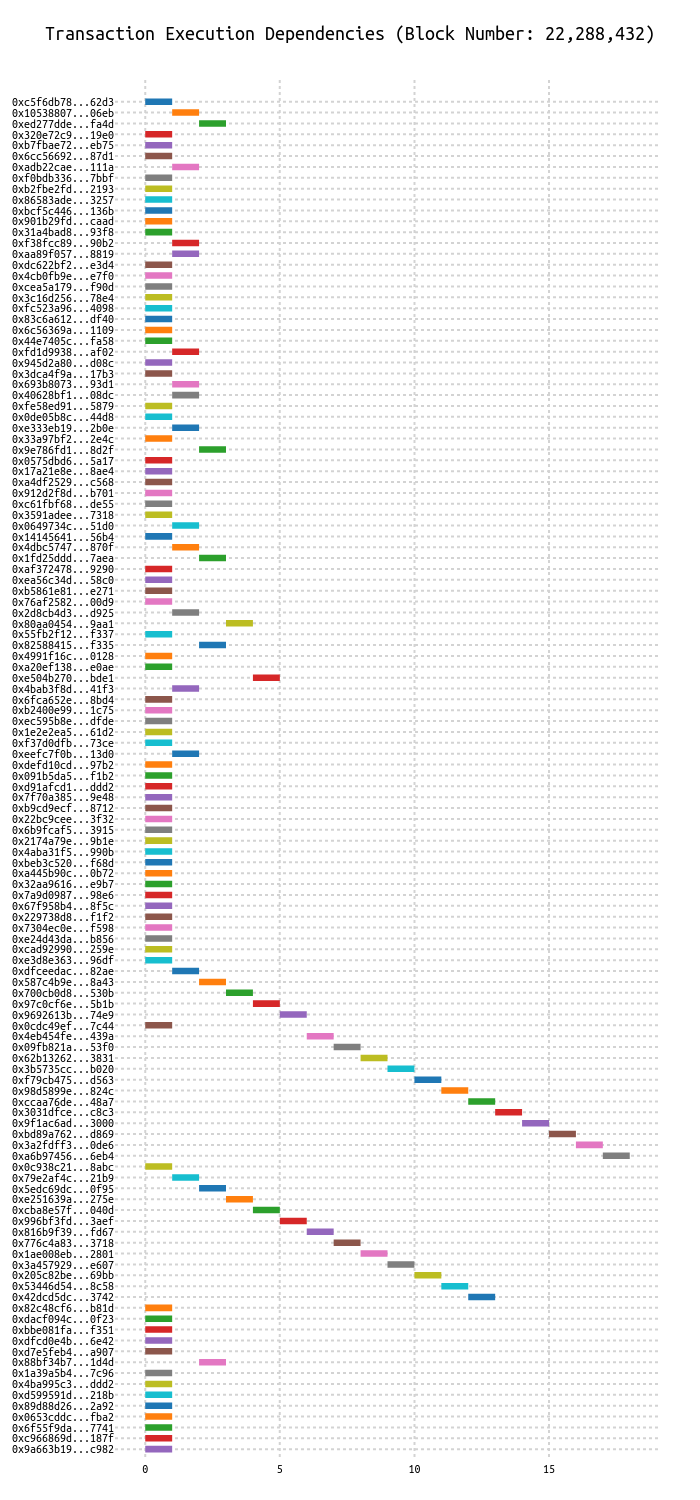 Transaction Execution Dependencies (Block Number: 22,288,432)
0xc5f6db78...62d3
0x10538807...06eb
0xed277dde...fa4d
0x320e72c9...19e0
0xb7fbae72...eb75
0x6cc56692...87d1
0xadb22cae...111a
0xf0bdb336...7bbf
0xb2fbe2fd...2193
0x86583ade...3257
0xbcf5c446...136b
0x901b29fd...caad
0x31a4bad8...93f8
0xf38fcc89...90b2
0xaa89f057...8819
0xdc622bf2...e3d4
0x4cb0fb9e...e7f0
0xcea5a179...f90d
0x3c16d256...78e4
0xfc523a96...4098
0x83c6a612...df40
0x6c56369a...1109
0x44e7405c...fa58
0xfd1d9938...af02
0x945d2a80...d08c
0x3dca4f9a...17b3
0x693b8073...93d1
0x40628bf1...08dc
0xfe58ed91...5879
0x0de05b8c...44d8
0xe333eb19...2b0e
0x33a97bf2...2e4c
0x9e786fd1...8d2f
0x0575dbd6...5a17
0x17a21e8e...8ae4
0xa4df2529...c568
0x912d2f8d...b701
0xc61fbf68...de55
0x3591adee...7318
0x0649734c...51d0
0x14145641...56b4
0x4dbc5747...870f
0x1fd25ddd...7aea
0xaf372478...9290
0xea56c34d...58c0
0xb5861e81...e271
0x76af2582...00d9
0x2d8cb4d3...d925
0x80aa0454...9aa1
0x55fb2f12...f337
0x82588415...f335
0x4991f16c...0128
0xa20ef138...e0ae
0xe504b270...bde1
0x4bab3f8d...41f3
0x6fca652e...8bd4
0xb2400e99...1c75
0xec595b8e...dfde
0x1e2e2ea5...61d2
0xf37d0dfb...73ce
0xeefc7f0b...13d0
0xdefd10cd...97b2
0x091b5da5...f1b2
0xd91afcd1...ddd2
0x7f70a385...9e48
0xb9cd9ecf...8712
0x22bc9cee...3f32
0x6b9fcaf5...3915
0x2174a79e...9b1e
0x4aba31f5...990b
0xbeb3c520...f68d
0xa445b90c...0b72
0x32aa9616...e9b7
0x7a9d0987...98e6
0x67f958b4...8f5c
0x229738d8...f1f2
0x7304ec0e...f598
0xe24d43da...b856
0xcad92990...259e
0xe3d8e363...96df
0xdfceedac...82ae
0x587c4b9e...8a43
0x700cb0d8...530b
0x97c0cf6e...5b1b
0x9692613b...74e9
0x0cdc49ef...7c44
0x4eb454fe...439a
0x09fb821a...53f0
0x62b13262...3831
0x3b5735cc...b020
0xf79cb475...d563
0x98d5899e...824c
0xccaa76de...48a7
0x3031dfce...c8c3
0x9f1ac6ad...3000
0xbd89a762...d869
0x3a2fdff3...0de6
0xa6b97456...6eb4
0x0c938c21...8abc
0x79e2af4c...21b9
0x5edc69dc...0f95
0xe251639a...275e
0xcba8e57f...040d
0x996bf3fd...3aef
0x816b9f39...fd67
0x776c4a83...3718
0x1ae008eb...2801
0x3a457929...e607
0x205c82be...69bb
0x53446d54...8c58
0x42dcd5dc...3742
0x82c48cf6...b81d
0xdacf094c...0f23
0xbbe081fa...f351
0xdfcd0e4b...6e42
0xd7e5feb4...a907
0x88bf34b7...1d4d
0x1a39a5b4...7c96
0x4ba995c3...ddd2
0xd599591d...218b
0x89d88d26...2a92
0x0653cddc...fba2
0x6f55f9da...7741
0xc966869d...187f
0x9a663b19...c982
0 5 10 15